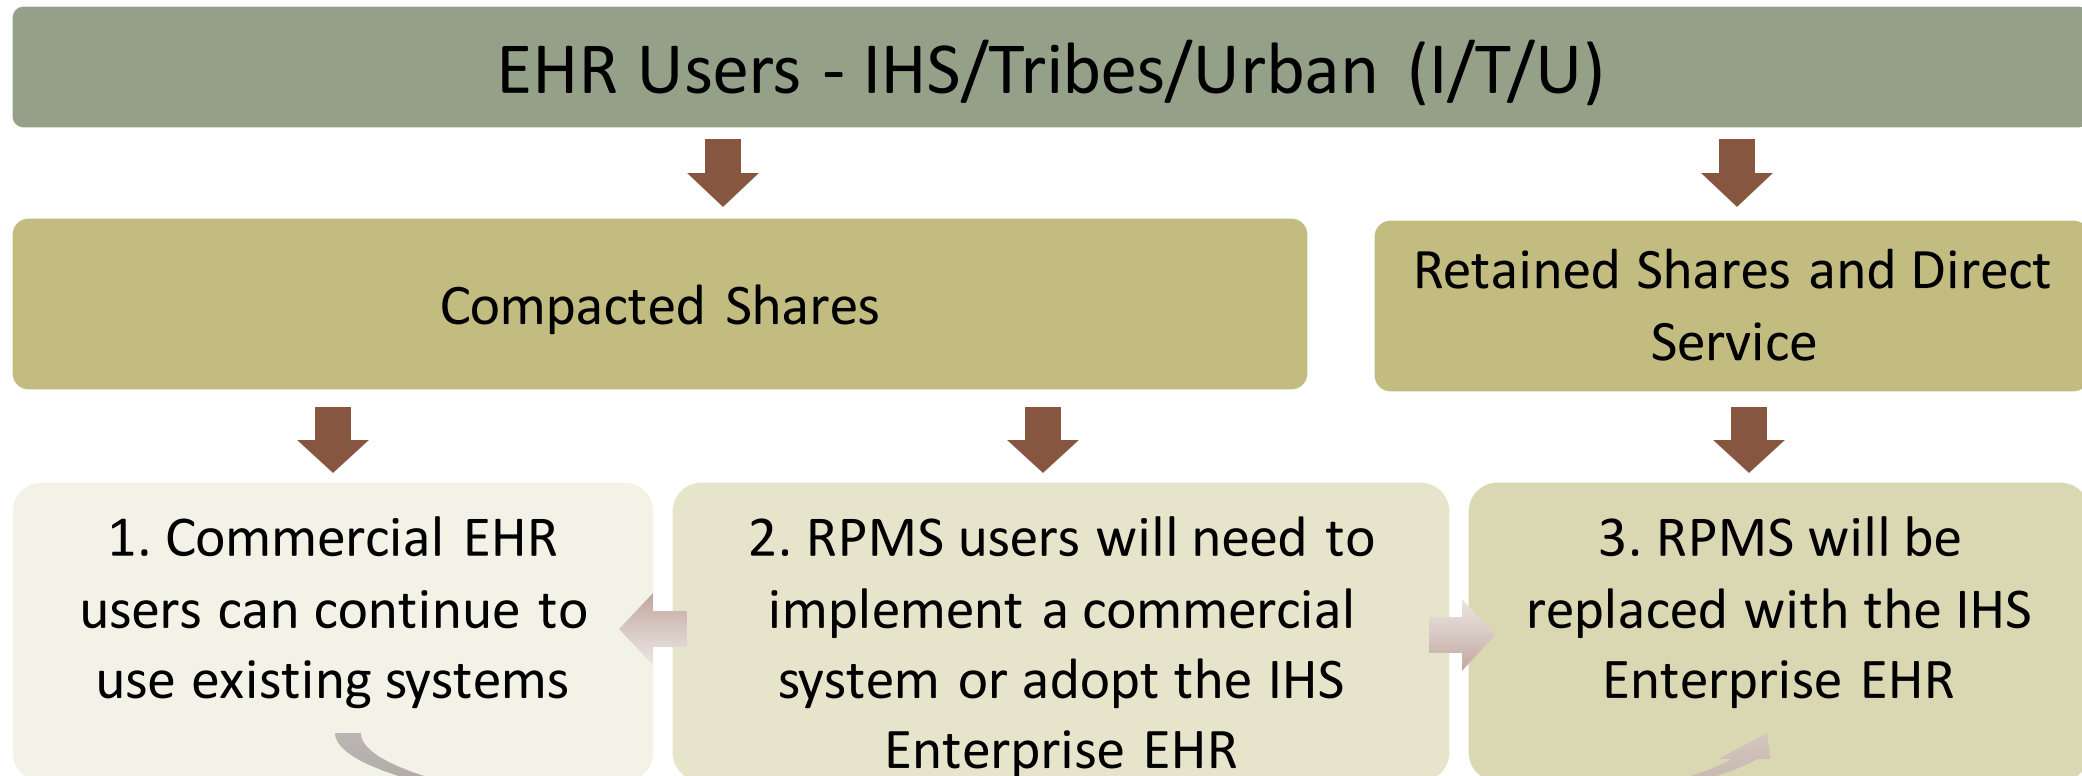 EHR Users - IHS/Tribes/Urban (I/T/U)
Compacted Shares
Retained Shares and Direct
Service
1. Commercial EHR
users can continue to
use existing systems
2. RPMS users will need to
implement a commercial
system or adopt the IHS
Enterprise EHR
3. RPMS will be
replaced with the IHS
Enterprise EHR